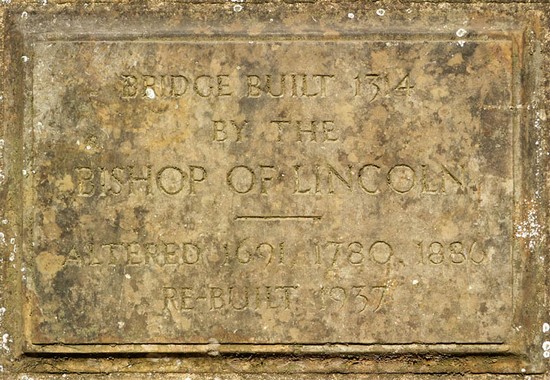 BRIDGE BUILT 1314
BY THE
BISHOP OF LINCOLN
ALTERED 1691, 1780, 1886
RE-BUILT 1937